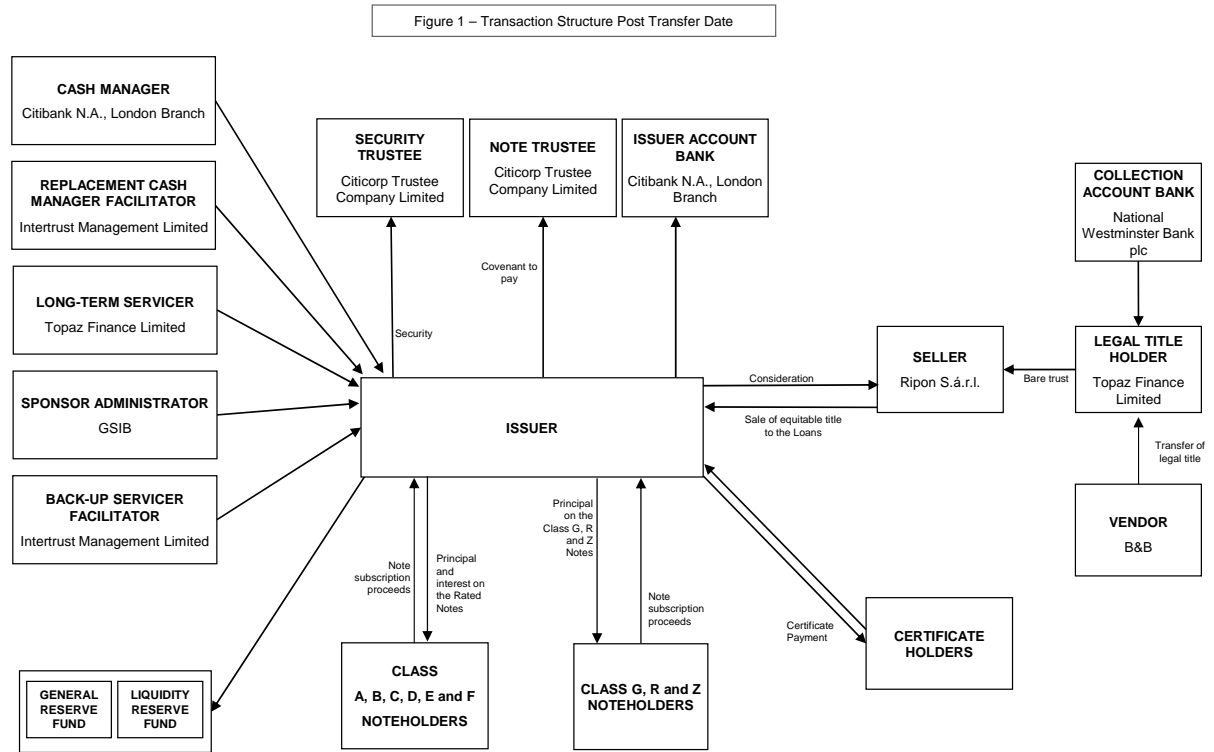 Figure 1 – Transaction Structure Post Transfer Date
CASH MANAGER
Citibank N.A., London Branch
REPLACEMENT CASH
MANAGER FACILITATOR
Intertrust Management Limited
LONG-TERM SERVICER
Topaz Finance Limited
SPONSOR ADMINISTRATOR
GSIB
BACK-UP SERVICER
FACILITATOR
Intertrust Management Limited
SECURITY
TRUSTEE
Citicorp Trustee
Company Limited
NOTE TRUSTEE
Citicorp Trustee
Company Limited
ISSUER ACCOUNT
BANK
Citibank N.A., London
Branch
COLLECTION
ACCOUNT BANK
National
Westminster Bank
plc
Security
Covenant to
pay
ISSUER
Consideration
Sale of equitable title
to the Loans
SELLER
Ripon S.á.r.l.
Bare trust
LEGAL TITLE
HOLDER
Topaz Finance
Limited
Transfer of
legal title
VENDOR
B&B
Note
subscription
proceeds
Principal
and
interest on
the Rated
Notes
Principal
on the
Class G, R
and Z
Notes
Note
subscription
proceeds
Certificate
Payment
CERTIFICATE
HOLDERS
GENERAL
RESERVE
FUND
LIQUIDITY
RESERVE
FUND
CLASS
A, B, C, D, E and F
NOTEHOLDERS
CLASS G, R and Z
NOTEHOLDERS